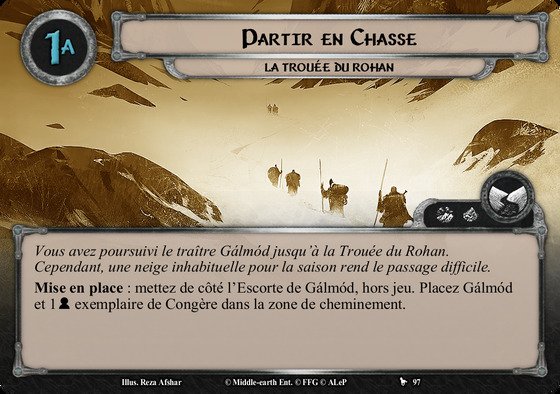 1A
PARTIR EN CHASSE
LA TROUÉE DU ROHAN
Vous avez poursuivi le traître Gálmód jusqu'à la Trouée du Rohan.
Cependant, une neige inhabituelle pour la saison rend le passage difficile.
Mise en place : mettez de côté l'Escorte de Gálmód, hors jeu. Placez Gálmód
et 1 exemplaire de Congère dans la zone de cheminement.
Illus. Reza Afshar © Middle-earth Ent. © FFG © ALeP 97